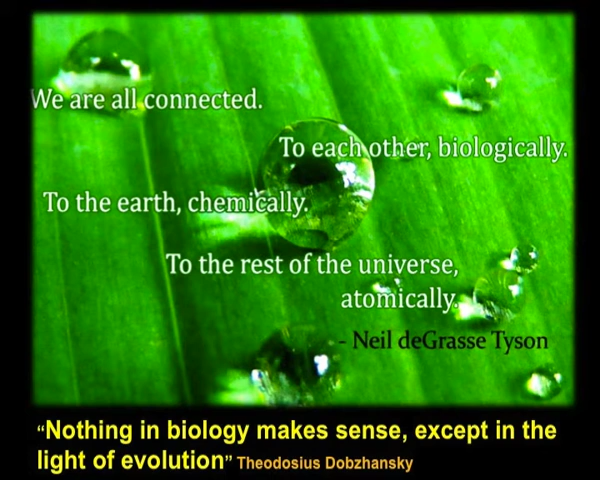 We are all connected.
To each other, biologically.
To the earth, chemically.
To the rest of the universe,
atomically.
- Neil deGrasse Tyson
“Nothing in biology makes sense, except in the
light of evolution” Theodosius Dobzhansky